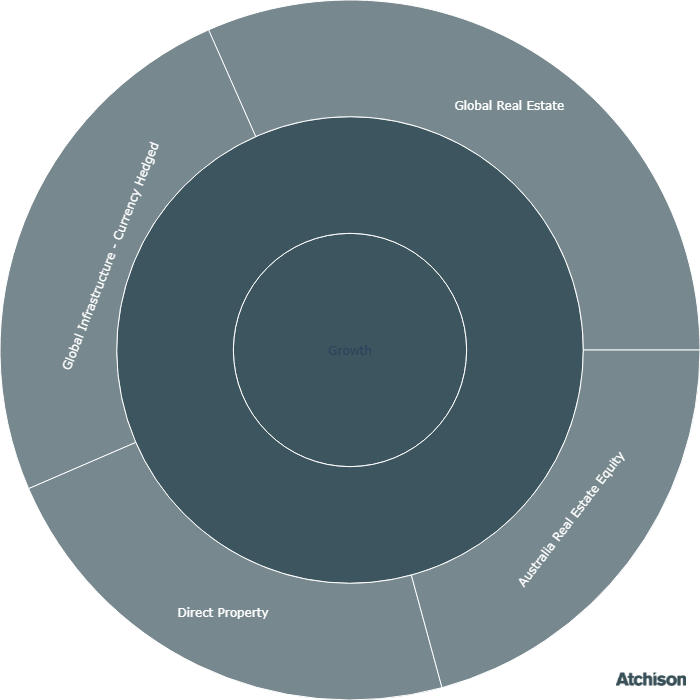 Global Real Estate
Global Infrastructure - Currency Hedged
Growth
Australia Real Estate Equity
Direct Property
Atchison